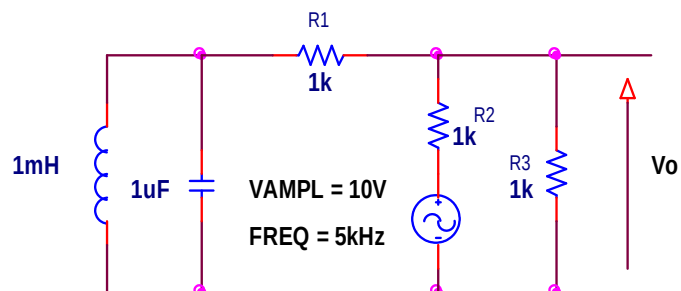 R1
1k
R2
1k
1mH
1uF
VAMPL = 10V
R3
1k
Vo
FREQ = 5kHz